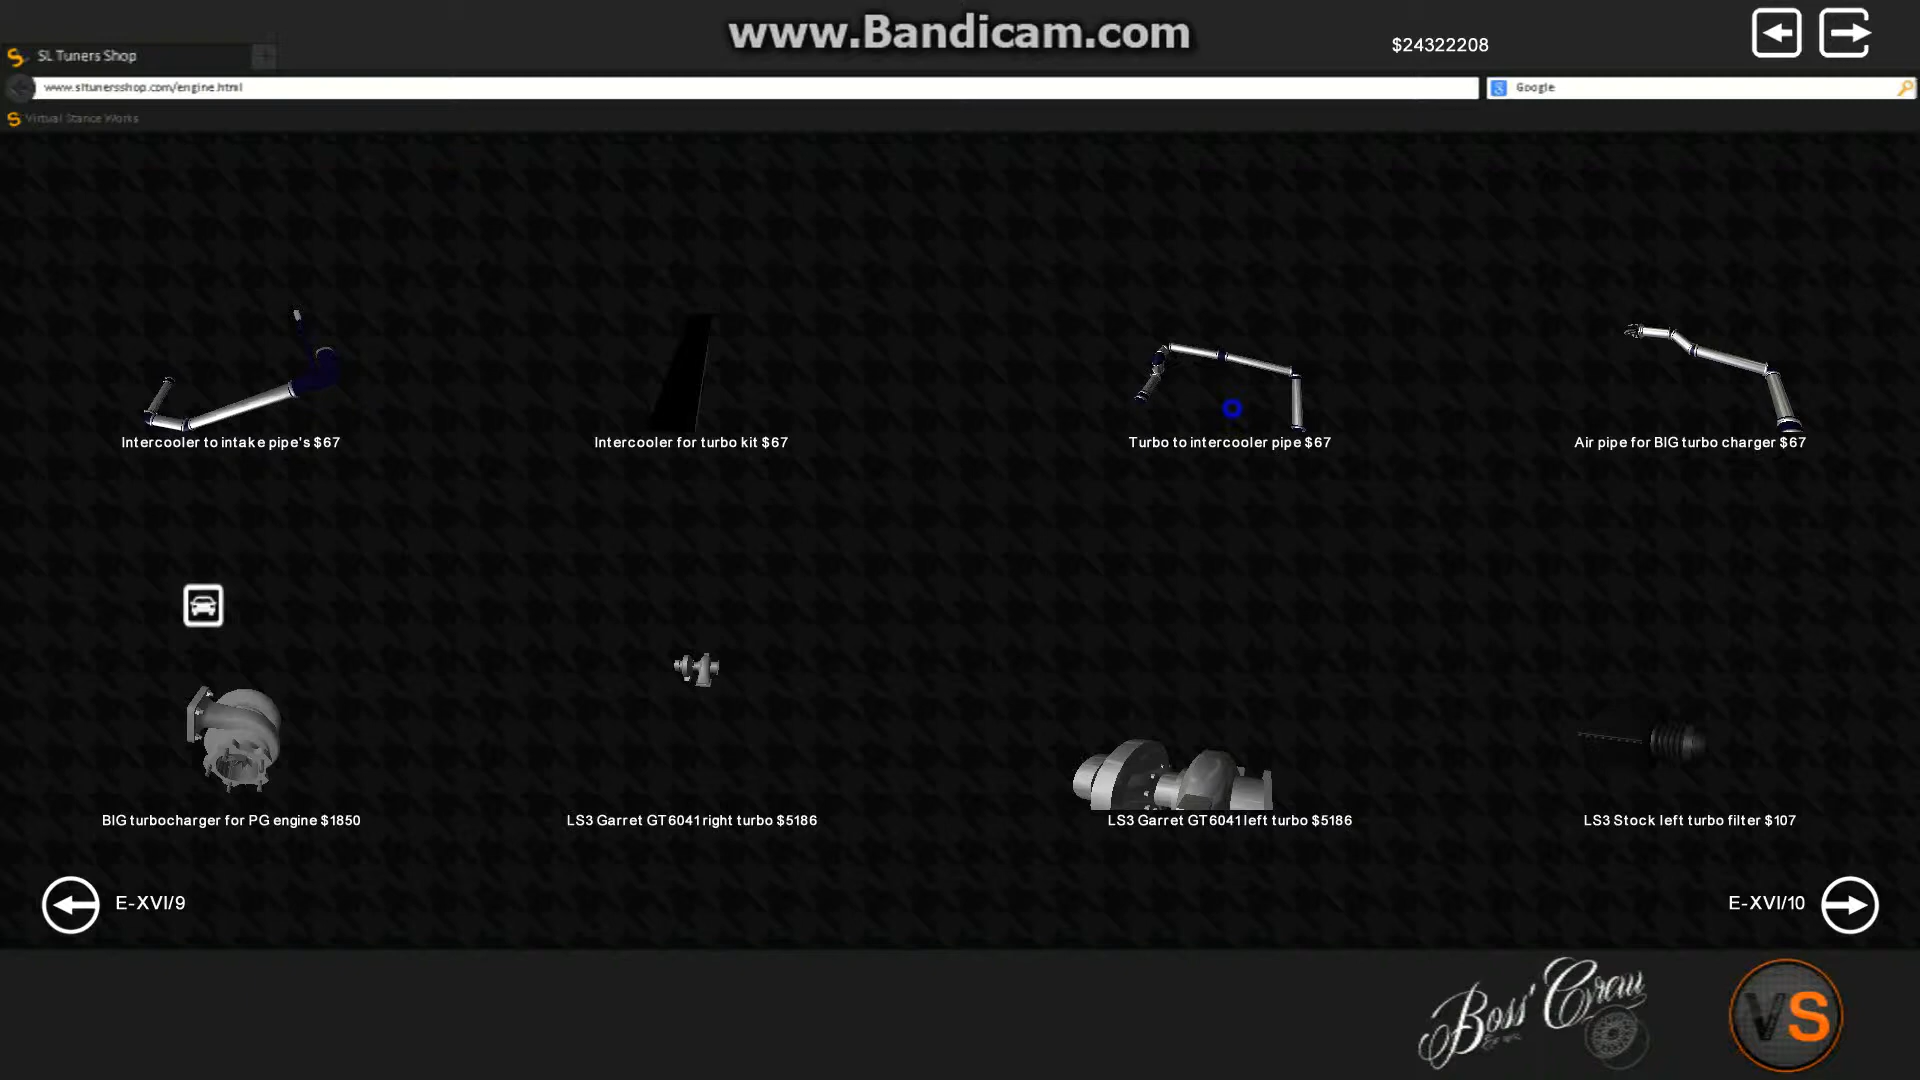 www.Bandicam.com
$24322208
SL Tuners Shop
www.sltunersshop.com/engine.html
Google
Virtual Stance Works
Intercooler to intake pipe's $67
Intercooler for turbo kit $67
Turbo to intercooler pipe $67
Air pipe for BIG turbo charger $67
BIG turbocharger for PG engine $1850
LS3 Garret GT6041 right turbo $5186
LS3 Garret GT6041 left turbo $5186
LS3 Stock left turbo filter $107
E-XVI/9
E-XVI/10
Boss' Crew
VS